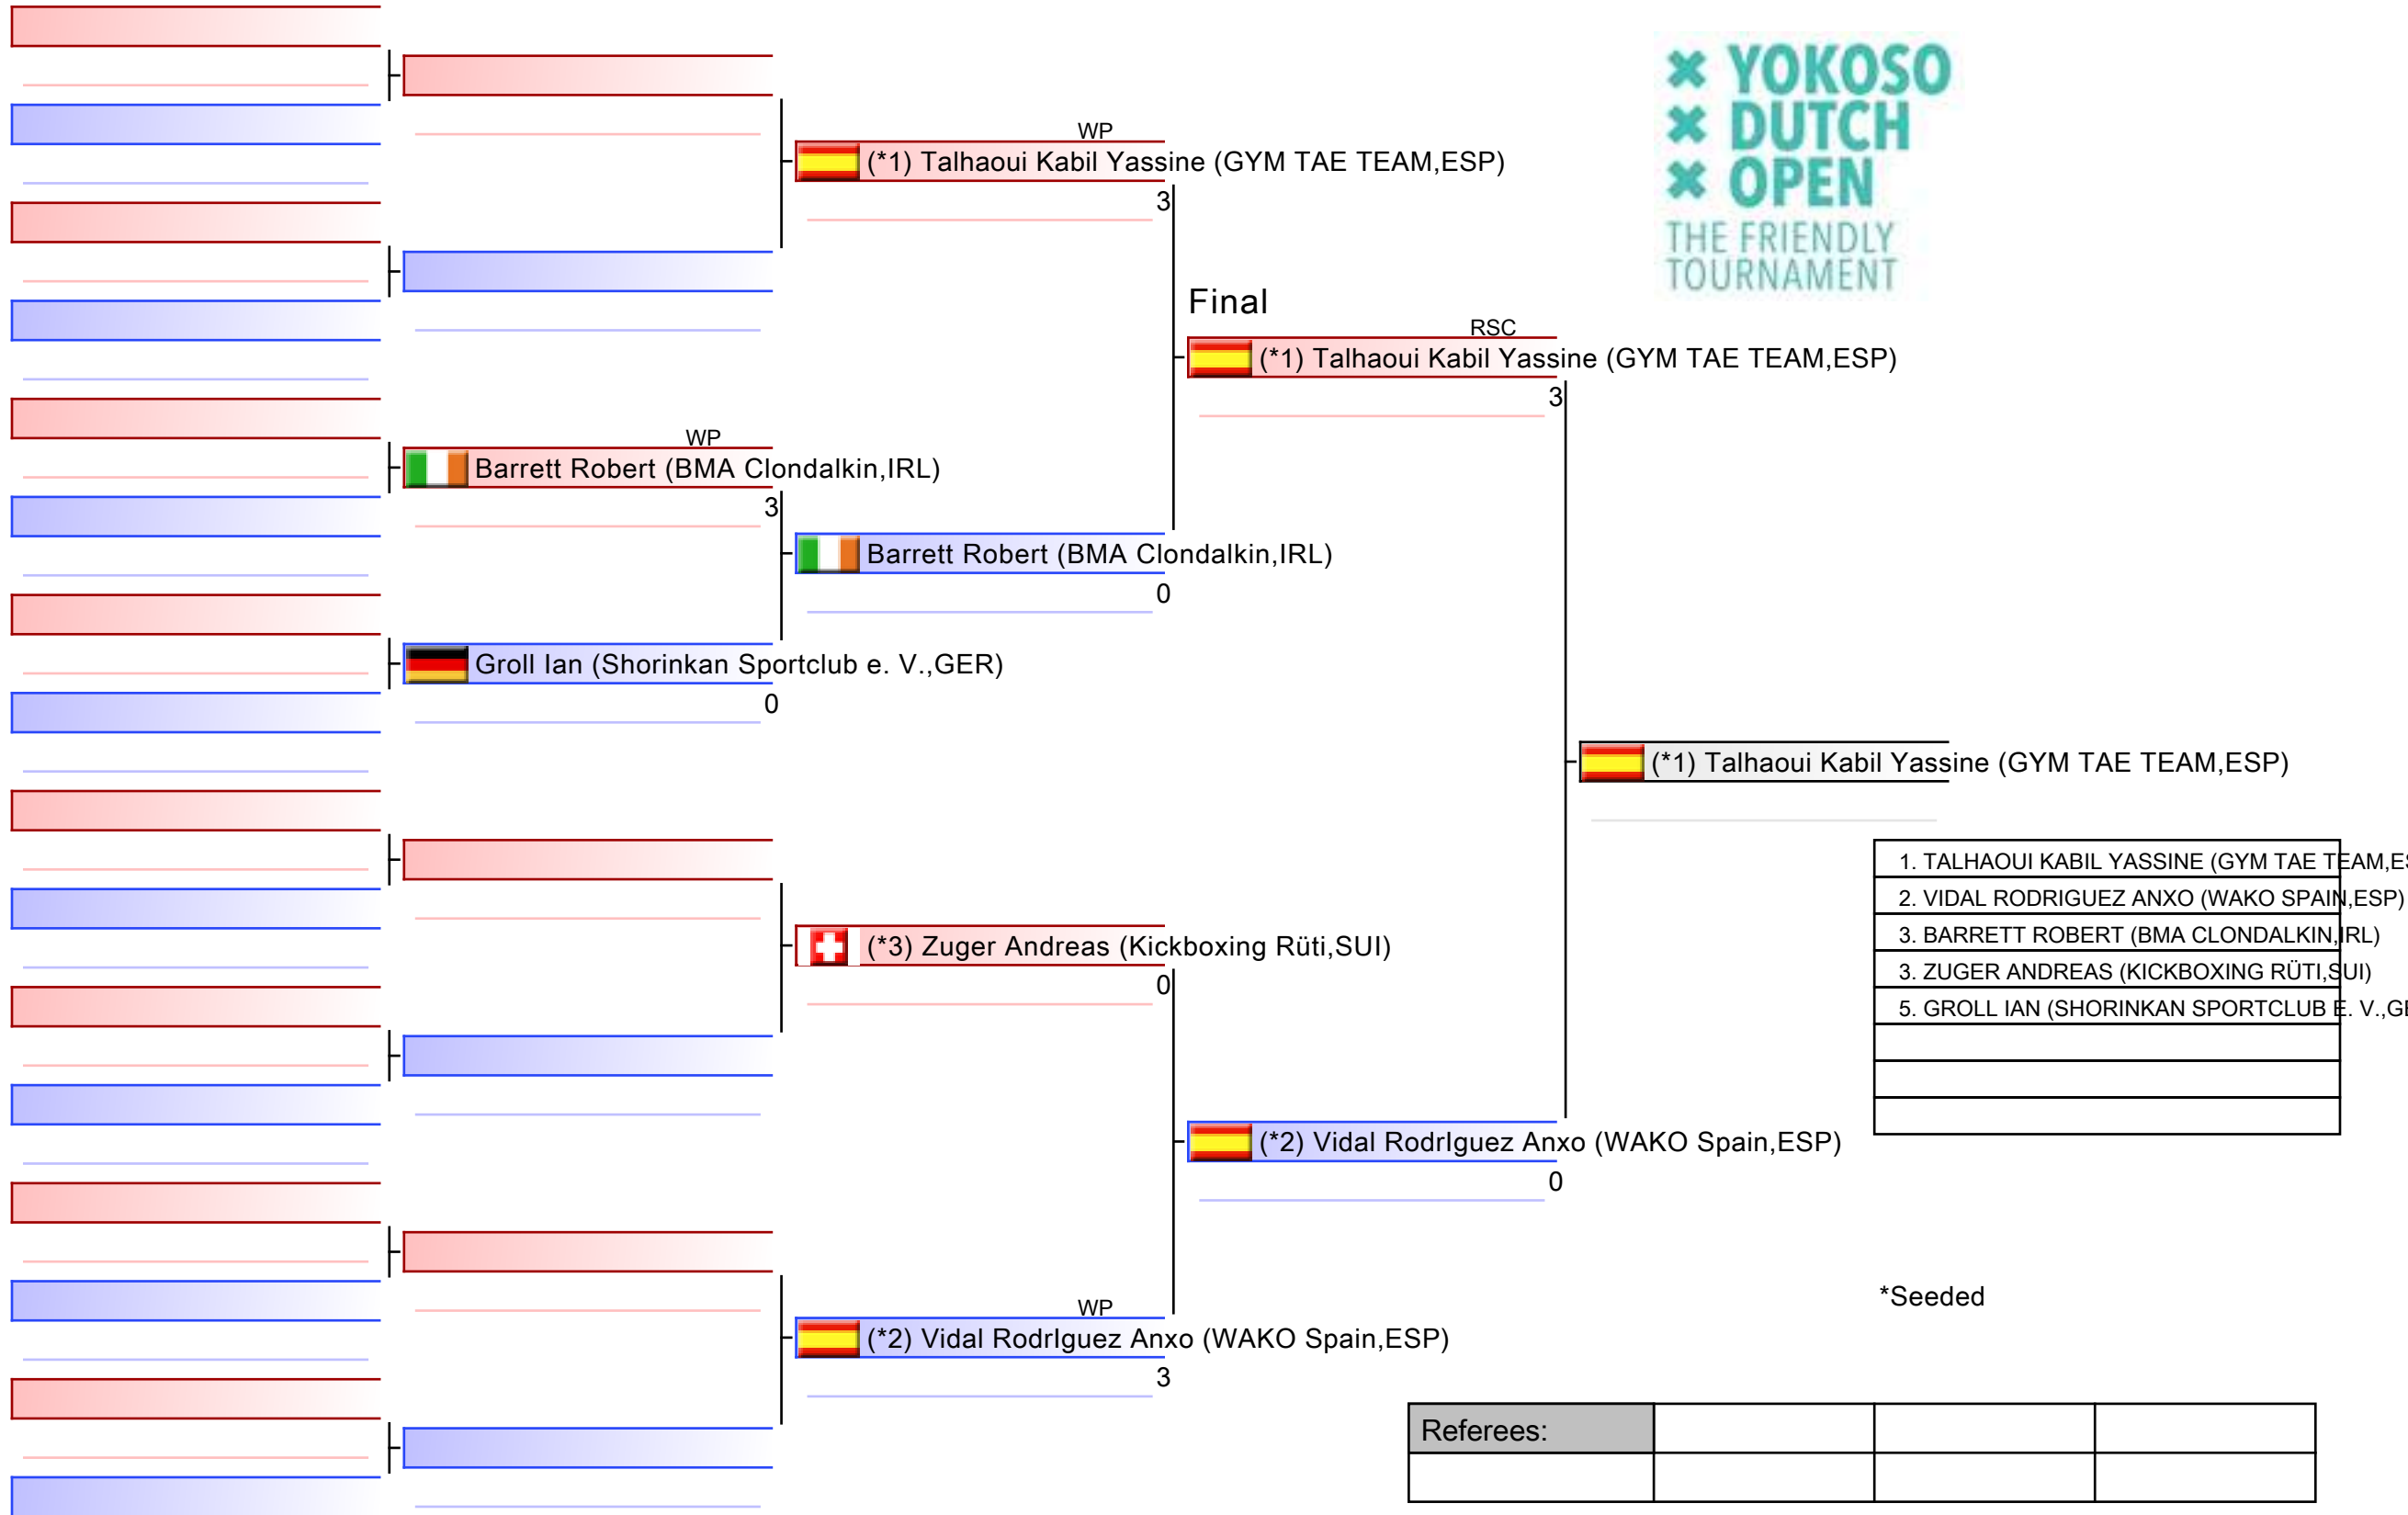 YOKOSO
DUTCH
OPEN
THE FRIENDLY
TOURNAMENT
WP
(*1) Talhaoui Kabil Yassine (GYM TAE TEAM,ESP)
3
Final
RSC
(*1) Talhaoui Kabil Yassine (GYM TAE TEAM,ESP)
3
WP
Barrett Robert (BMA Clondalkin,IRL)
3
Barrett Robert (BMA Clondalkin,IRL)
0
Groll Ian (Shorinkan Sportclub e. V.,GER)
0
(*1) Talhaoui Kabil Yassine (GYM TAE TEAM,ESP)
1. TALHAOUI KABIL YASSINE (GYM TAE TEAM,ES
2. VIDAL RODRIGUEZ ANXO (WAKO SPAIN,ESP)
3. BARRETT ROBERT (BMA CLONDALKIN,IRL)
3. ZUGER ANDREAS (KICKBOXING RÜTI,SUI)
5. GROLL IAN (SHORINKAN SPORTCLUB E. V.,GE
(*3) Zuger Andreas (Kickboxing Rüti,SUI)
0
(*2) Vidal RodrIguez Anxo (WAKO Spain,ESP)
0
*Seeded
WP
(*2) Vidal RodrIguez Anxo (WAKO Spain,ESP)
3
Referees: